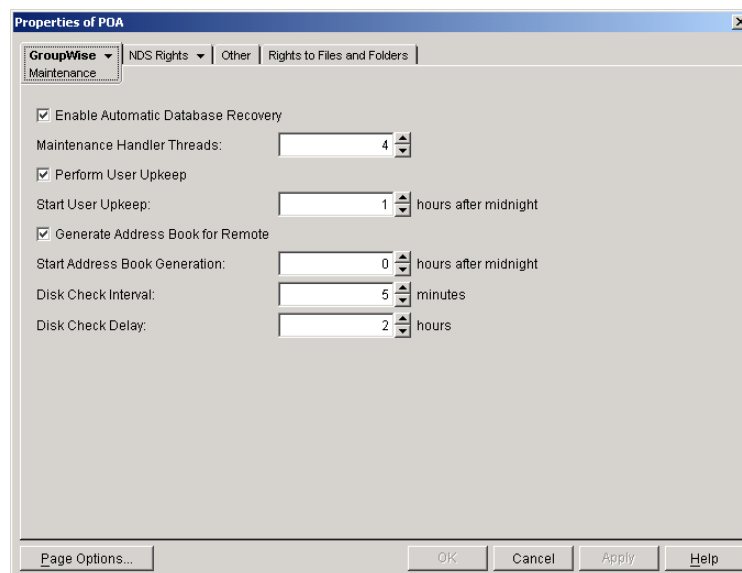 Properties of POA
GroupWise NDS Rights Other Rights to Files and Folders
Maintenance
Enable Automatic Database Recovery
Maintenance Handler Threads: 4
Perform User Upkeep
Start User Upkeep: 1 hours after midnight
Generate Address Book for Remote
Start Address Book Generation: 0 hours after midnight
Disk Check Interval: 5 minutes
Disk Check Delay: 2 hours
Page Options... OK Cancel Apply Help